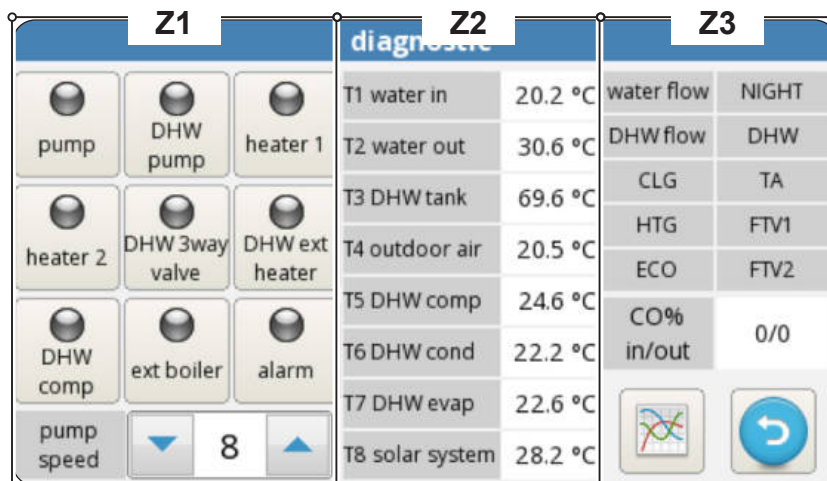 Z1
Z2
Z3
diagnostic
pump
DHW
pump
heater 1
heater 2
DHW 3way
valve
DHW ext
heater
DHW
comp
ext boiler
alarm
pump
speed
8
T1 water in 20.2 °C
T2 water out 30.6 °C
T3 DHW tank 69.6 °C
T4 outdoor air 20.5 °C
T5 DHW comp 24.6 °C
T6 DHW cond 22.2 °C
T7 DHW evap 22.6 °C
T8 solar system 28.2 °C
water flow NIGHT
DHW flow DHW
CLG TA
HTG FTV1
ECO FTV2
CO%
in/out
0/0